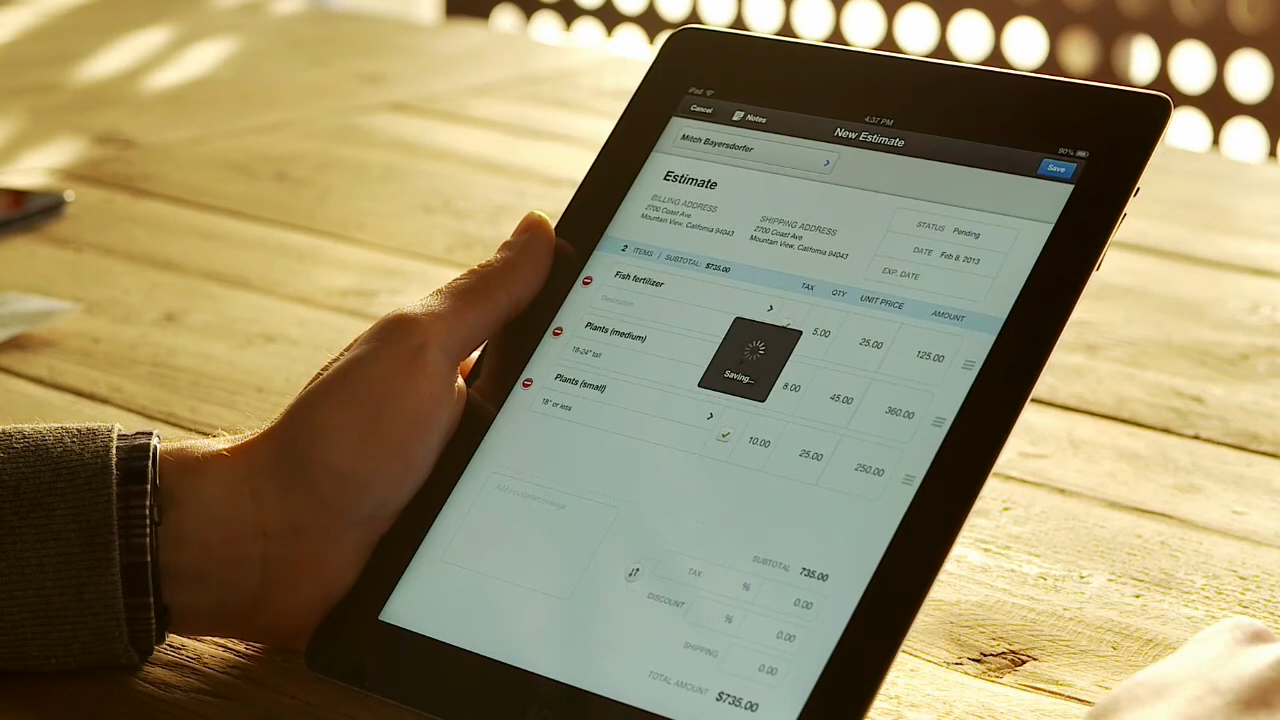 iPad
4:37 PM
90%
Cancel
Notes
New Estimate
Save
Mitch Bayersdorfer
Estimate
BILLING ADDRESS
2700 Coast Ave
Mountain View, California 94043
SHIPPING ADDRESS
2700 Coast Ave
Mountain View, California 94043
STATUS Pending
DATE Feb 8, 2013
EXP. DATE
2 ITEMS | SUBTOTAL: $735.00
TAX QTY UNIT PRICE AMOUNT
Fish fertilizer
Description
5.00 25.00 125.00
Plants (medium)
18-24" tall
8.00 45.00 360.00
Saving...
Plants (small)
18" or less
10.00 25.00 250.00
SUBTOTAL 735.00
TAX % 0.00
DISCOUNT % 0.00
SHIPPING 0.00
TOTAL AMOUNT $735.00